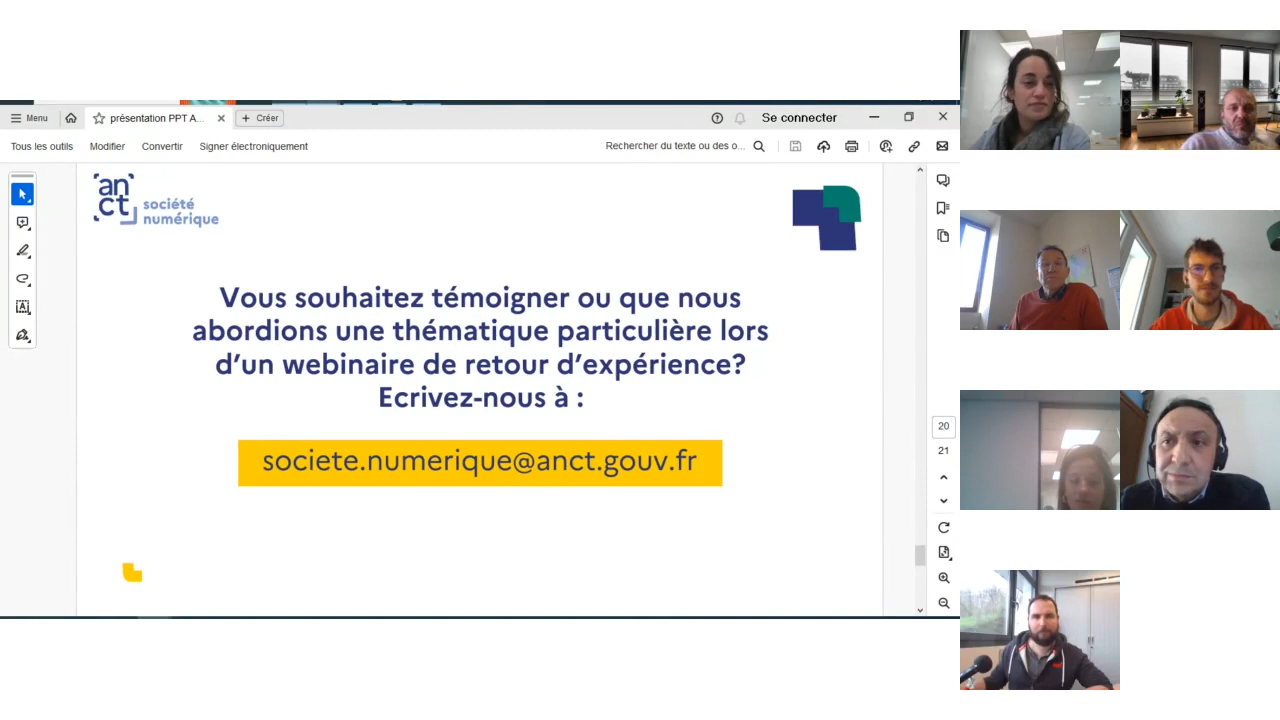 Menu
présentation PPT A...
Créer
Se connecter
Tous les outils
Modifier
Convertir
Signer électroniquement
Rechercher du texte ou des o...
anct
société
numérique
Vous souhaitez témoigner ou que nous
abordions une thématique particulière lors
d'un webinaire de retour d'expérience?
Ecrivez-nous à :
societe.numerique@anct.gouv.fr
20
21